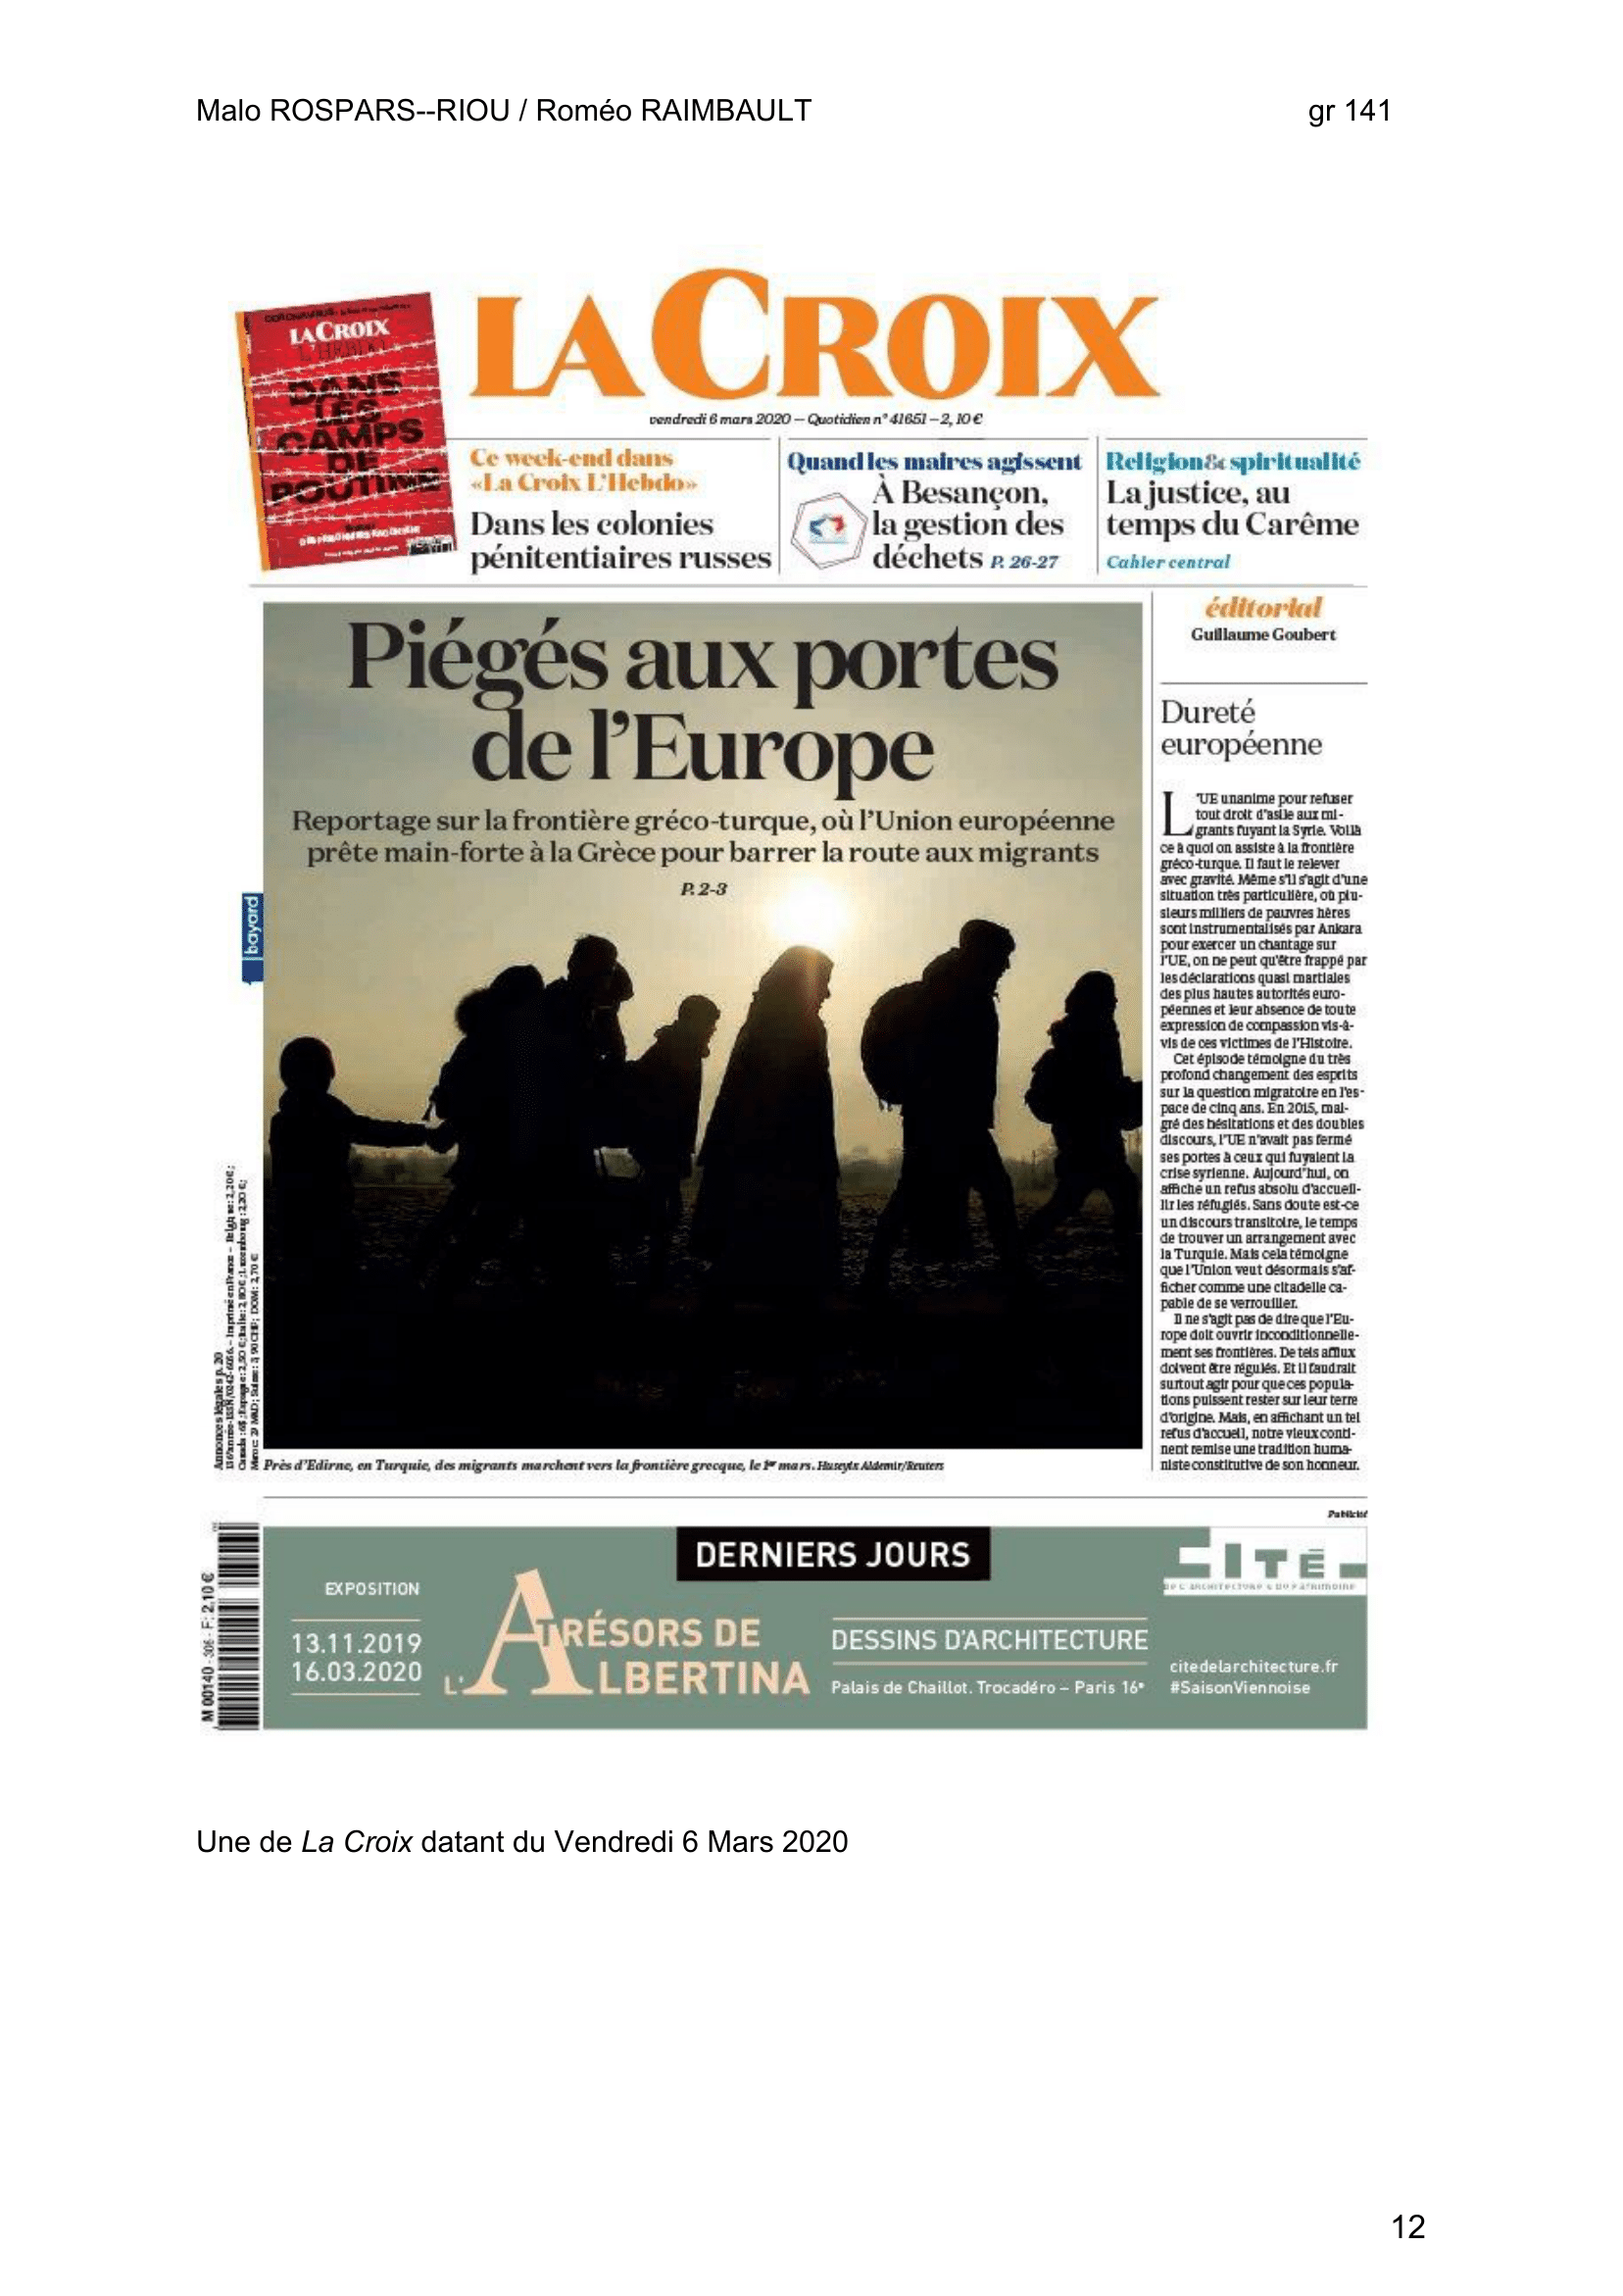 Malo ROSPARS--RIOU / Roméo RAIMBAULT gr 141
LA CROIX
L'HEBDO
DANS
LES
CAMPS
DE
POUTINE
LA CROIX
vendredi 6 mars 2020 — Quotidien n° 41651 — 2,10 €
Ce week-end dans
«La Croix L'Hebdo»
Dans les colonies
pénitentiaires russes
Quand les maires agissent
À Besançon,
la gestion des
déchets P. 26-27
Religion & spiritualité
La justice, au
temps du Carême
Cahier central
Piégés aux portes
de l'Europe
Reportage sur la frontière gréco-turque, où l'Union européenne
prête main-forte à la Grèce pour barrer la route aux migrants
P. 2-3
éditorial
Guillaume Goubert
Dureté
européenne
L'UE unanime pour refuser
tout droit d'asile aux mi-
grants fuyant la Syrie. Voilà
ce à quoi on assiste à la frontière
gréco-turque. Il faut le relever
avec gravité. Même s'il s'agit d'une
situation très particulière, où plu-
sieurs milliers de pauvres hères
sont instrumentalisés par Ankara
pour exercer un chantage sur
l'UE, on ne peut qu'être frappé par
les déclarations quasi martiales
des plus hautes autorités euro-
péennes et leur absence de toute
expression de compassion vis-à-
vis de ces victimes de l'Histoire.
Cet épisode témoigne du très
profond changement des esprits
sur la question migratoire en l'es-
pace de cinq ans. En 2015, mal-
gré des hésitations et des doubles
discours, l'UE n'avait pas fermé
ses portes à ceux qui fuyaient la
crise syrienne. Aujourd'hui, on
affiche un refus absolu d'accueil-
lir les réfugiés. Sans doute est-ce
un discours transitoire, le temps
de trouver un arrangement avec
la Turquie. Mais cela témoigne
que l'Union veut désormais s'af-
ficher comme une citadelle ca-
pable de se verrouiller.
Il ne s'agit pas de dire que l'Eu-
rope doit ouvrir inconditionnelle-
ment ses frontières. De tels afflux
doivent être régulés. Et il faudrait
surtout agir pour que ces popula-
tions puissent rester sur leur terre
d'origine. Mais, en affichant un tel
refus d'accueil, notre vieux conti-
nent remise une tradition huma-
niste constitutive de son honneur.
bayard
Annonces légales p. 20
Près d'Edirne, en Turquie, des migrants marchent vers la frontière grecque, le 1er mars. Huseyin Aldemir/Reuters
Publicité
M 00140 - 306 - F: 2,10 €
DERNIERS JOURS
EXPOSITION
13.11.2019
16.03.2020
TRÉSORS DE
L'ALBERTINA
DESSINS D'ARCHITECTURE
Palais de Chaillot. Trocadéro – Paris 16e
CITÉ
DE L'ARCHITECTURE & DU PATRIMOINE
citedelarchitecture.fr
#SaisonViennoise
Une de La Croix datant du Vendredi 6 Mars 2020
12